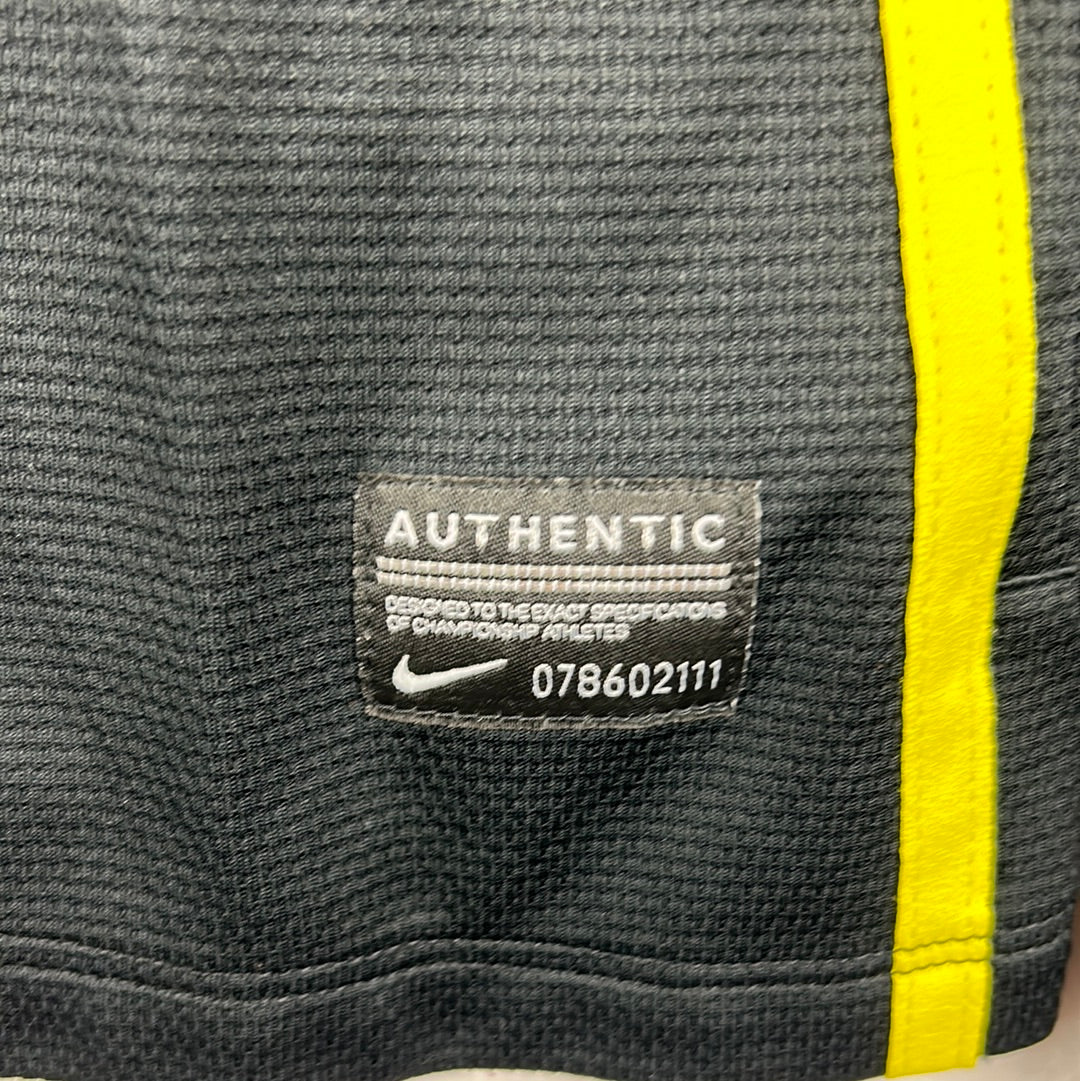 AUTHENTIC
DESIGNED TO THE EXACT SPECIFICATIONS
OF CHAMPIONSHIP ATHLETES
078602111